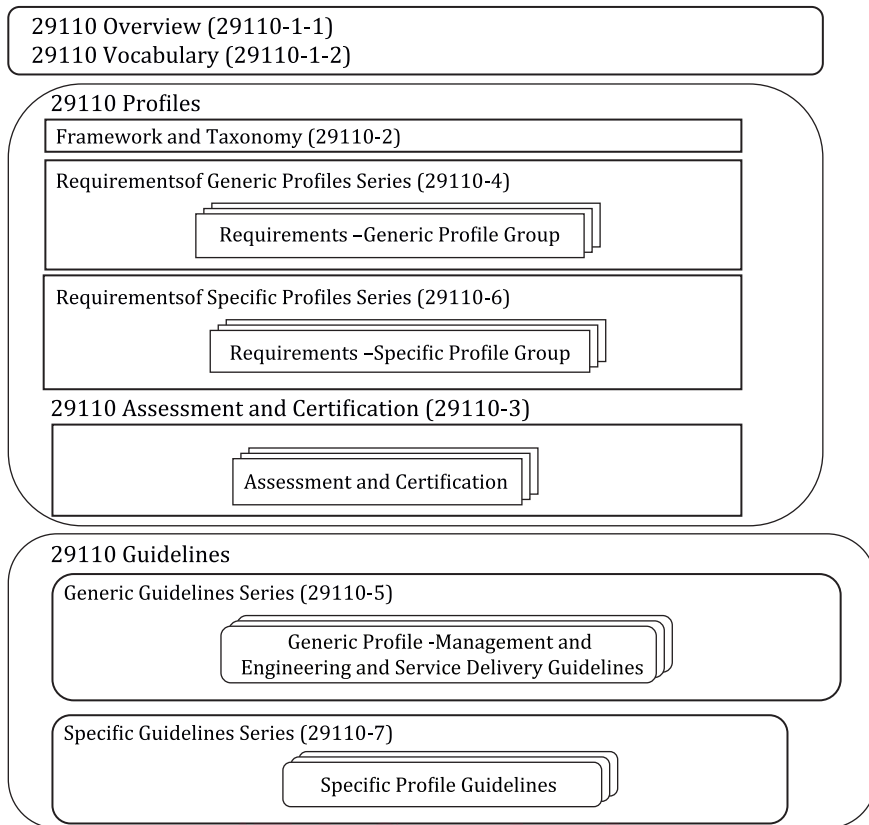 29110 Overview (29110-1-1)
29110 Vocabulary (29110-1-2)
29110 Profiles
Framework and Taxonomy (29110-2)
Requirementsof Generic Profiles Series (29110-4)
Requirements –Generic Profile Group
Requirementsof Specific Profiles Series (29110-6)
Requirements –Specific Profile Group
29110 Assessment and Certification (29110-3)
Assessment and Certification
29110 Guidelines
Generic Guidelines Series (29110-5)
Generic Profile -Management and
Engineering and Service Delivery Guidelines
Specific Guidelines Series (29110-7)
Specific Profile Guidelines